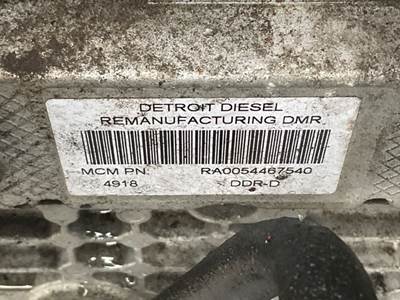 DETROIT DIESEL
REMANUFACTURING DMR
MCM PN: RA0054467540
4918 DDR-D